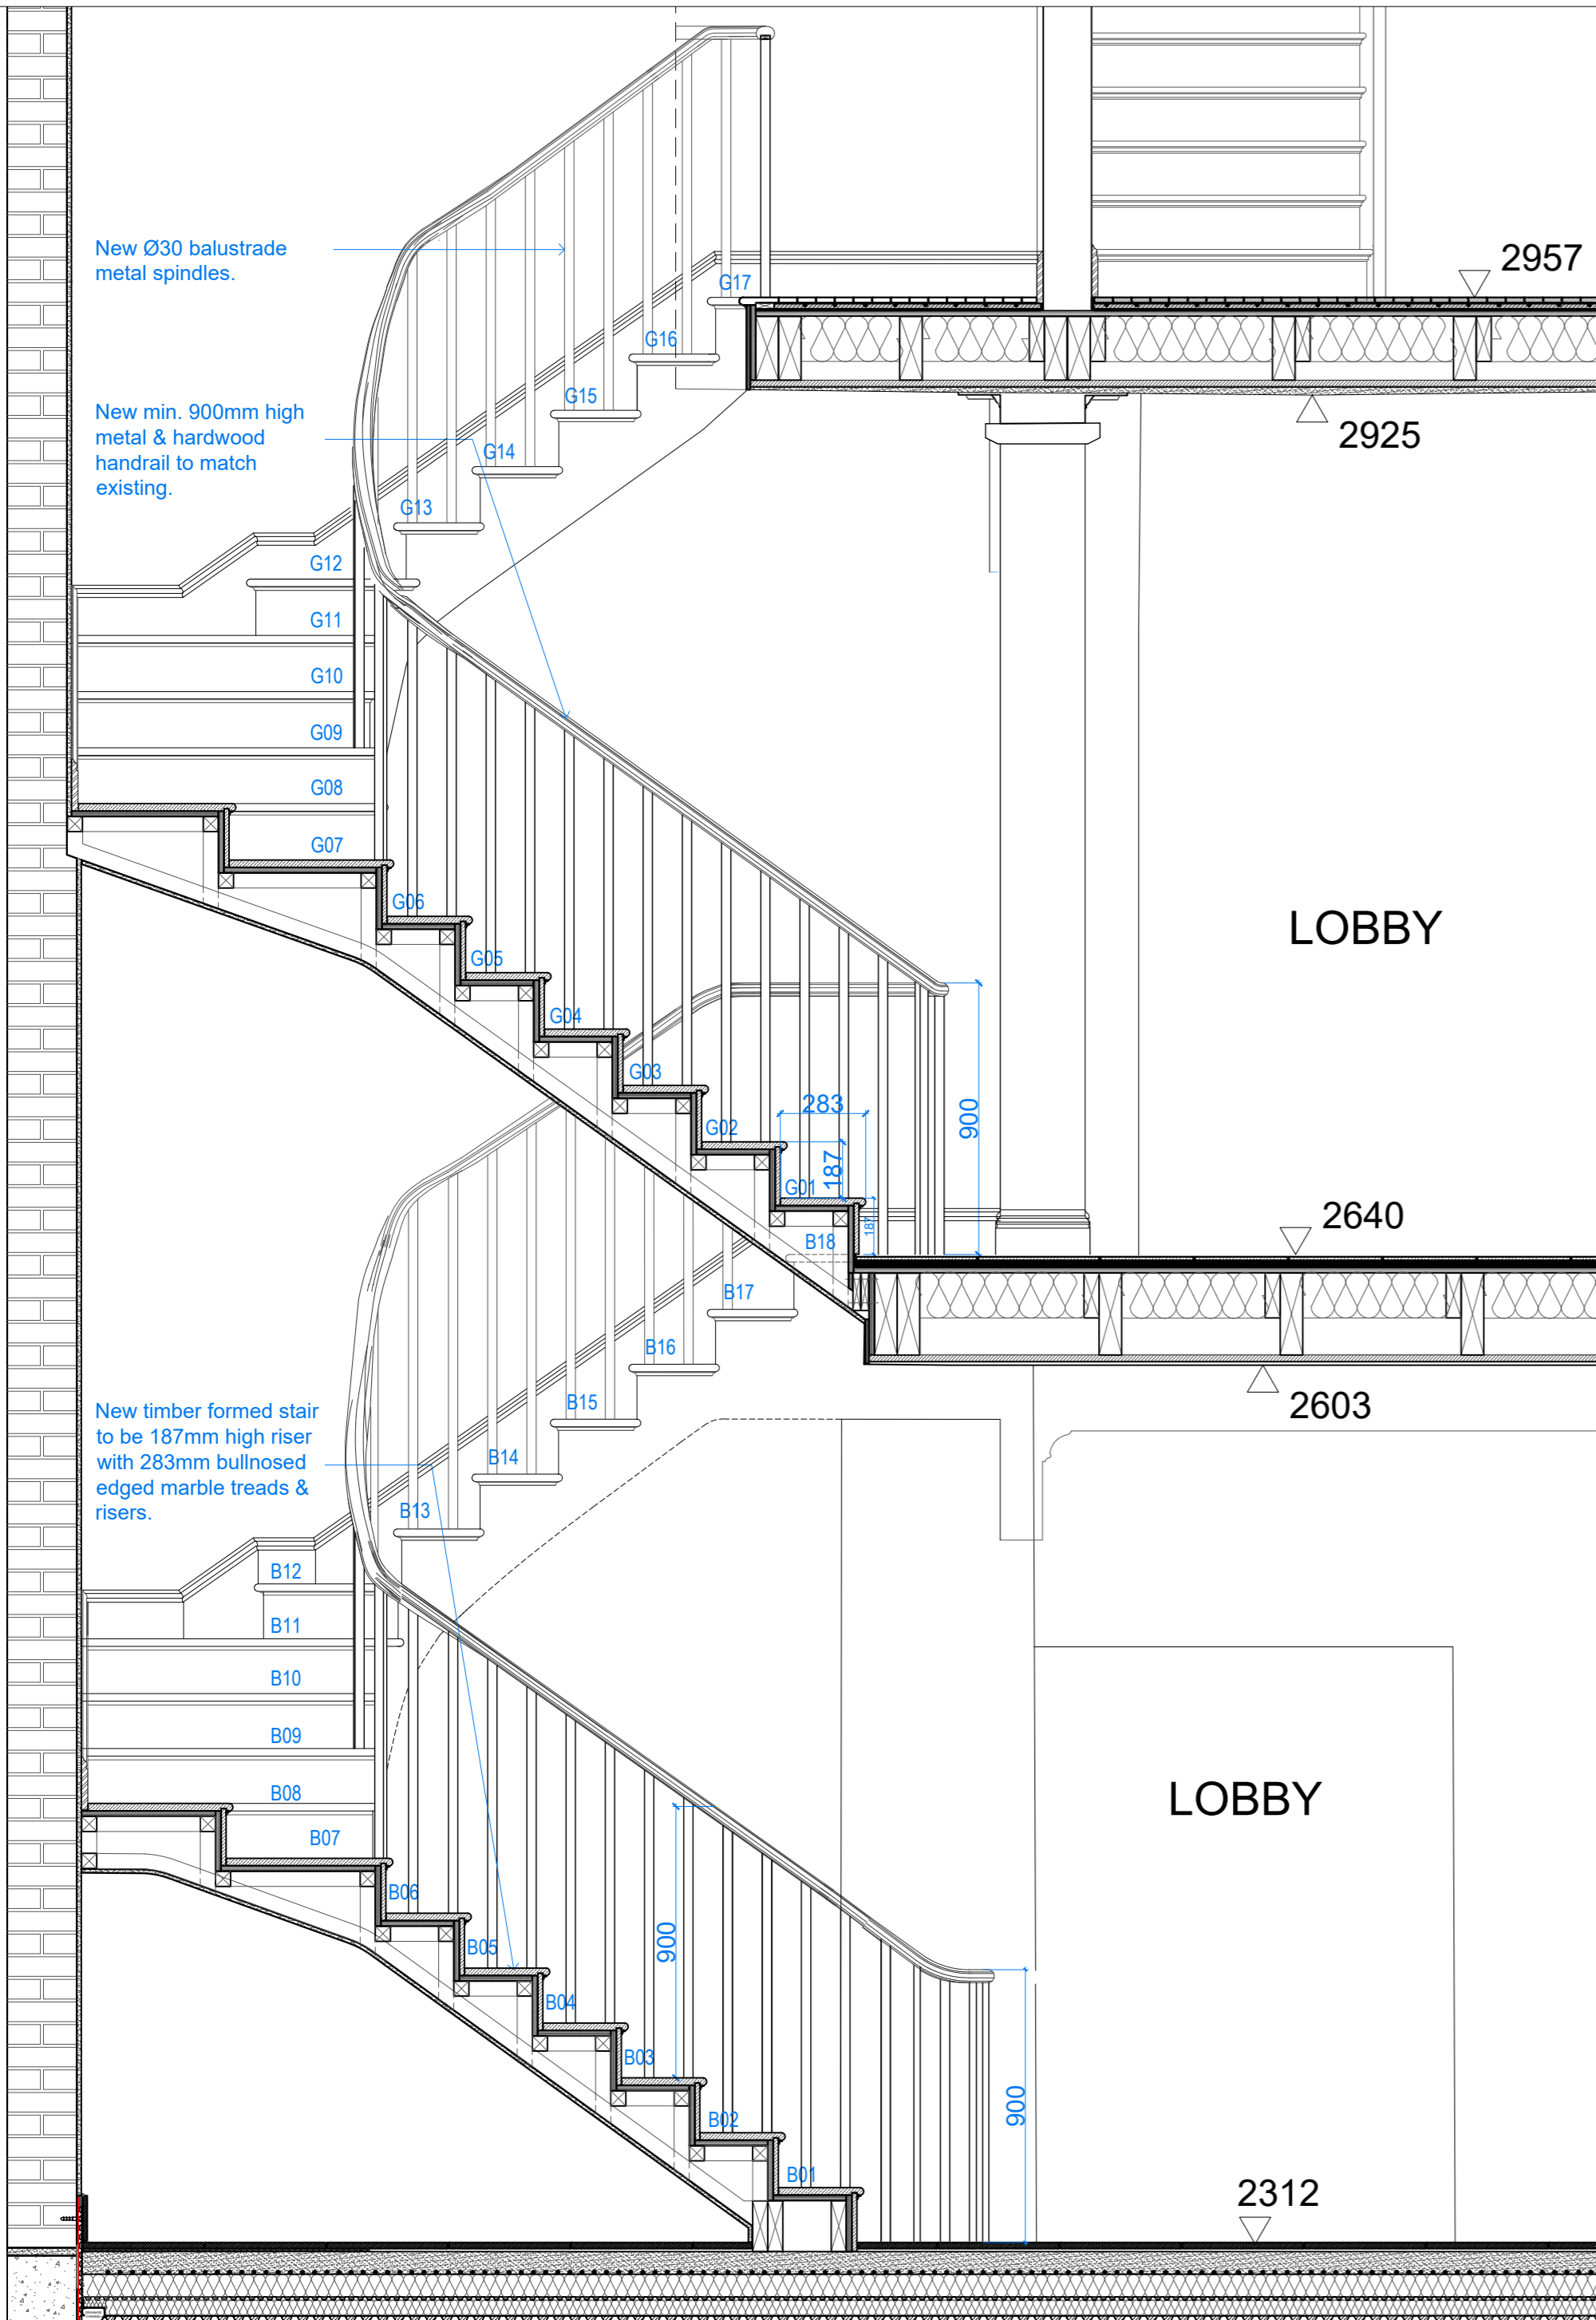 New Ø30 balustrade
metal spindles.
2957
G17
G16
G15
New min. 900mm high
metal & hardwood
handrail to match
existing.
2925
G14
G13
G12
G11
G10
G09
G08
G07
G06
LOBBY
G05
G04
G03
283
900
G02
187
G01
187
2640
B18
B17
B16
2603
B15
New timber formed stair
to be 187mm high riser
with 283mm bullnosed
edged marble treads &
risers.
B14
B13
B12
B11
B10
B09
B08
LOBBY
B07
B06
900
B05
B04
B03
900
B02
B01
2312